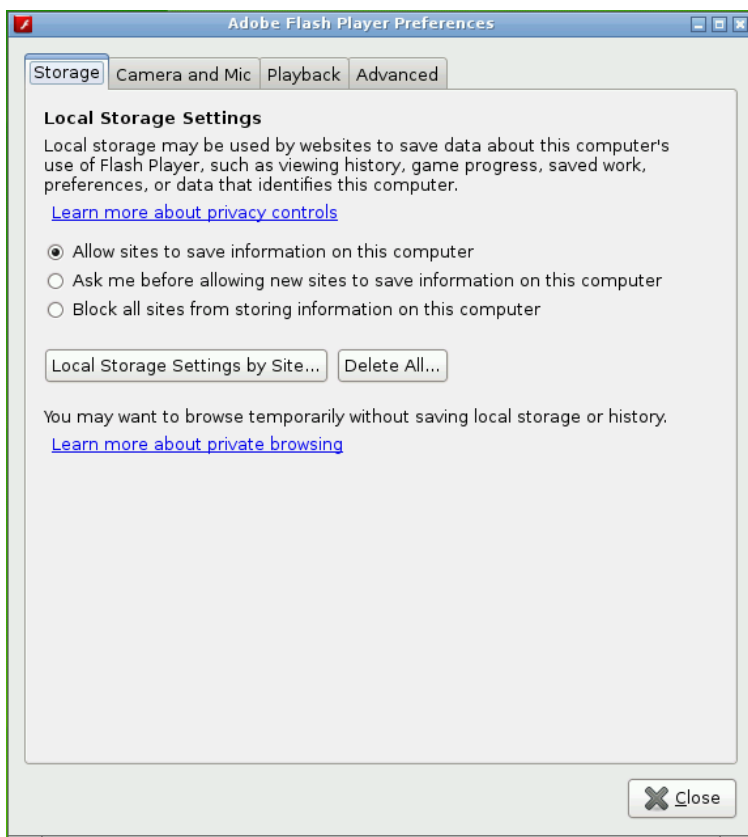 Adobe Flash Player Preferences
Storage Camera and Mic Playback Advanced
Local Storage Settings
Local storage may be used by websites to save data about this computer's
use of Flash Player, such as viewing history, game progress, saved work,
preferences, or data that identifies this computer.
Learn more about privacy controls
Allow sites to save information on this computer
Ask me before allowing new sites to save information on this computer
Block all sites from storing information on this computer
Local Storage Settings by Site... Delete All...
You may want to browse temporarily without saving local storage or history.
Learn more about private browsing
Close